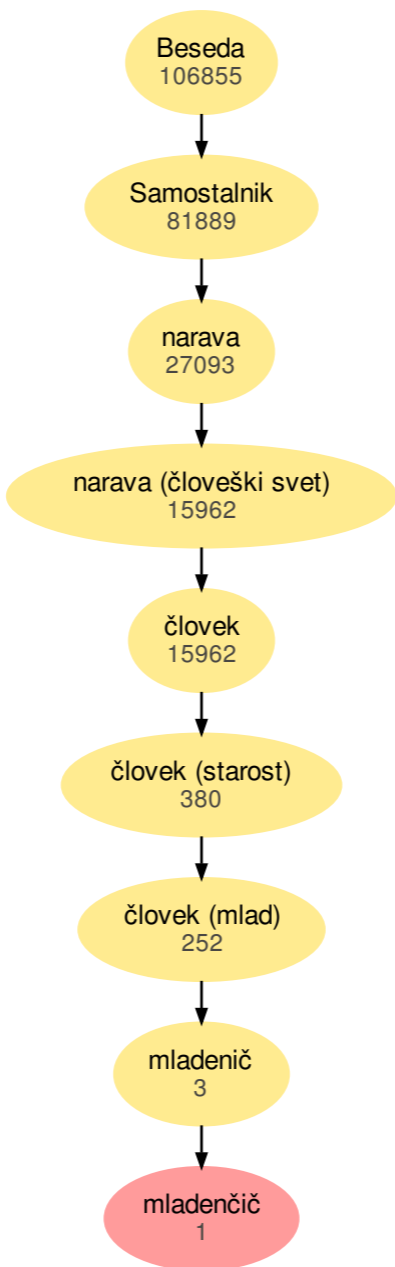 Beseda
106855
Samostalnik
81889
narava
27093
narava (človeški svet)
15962
človek
15962
človek (starost)
380
človek (mlad)
252
mladenič
3
mladenčič
1